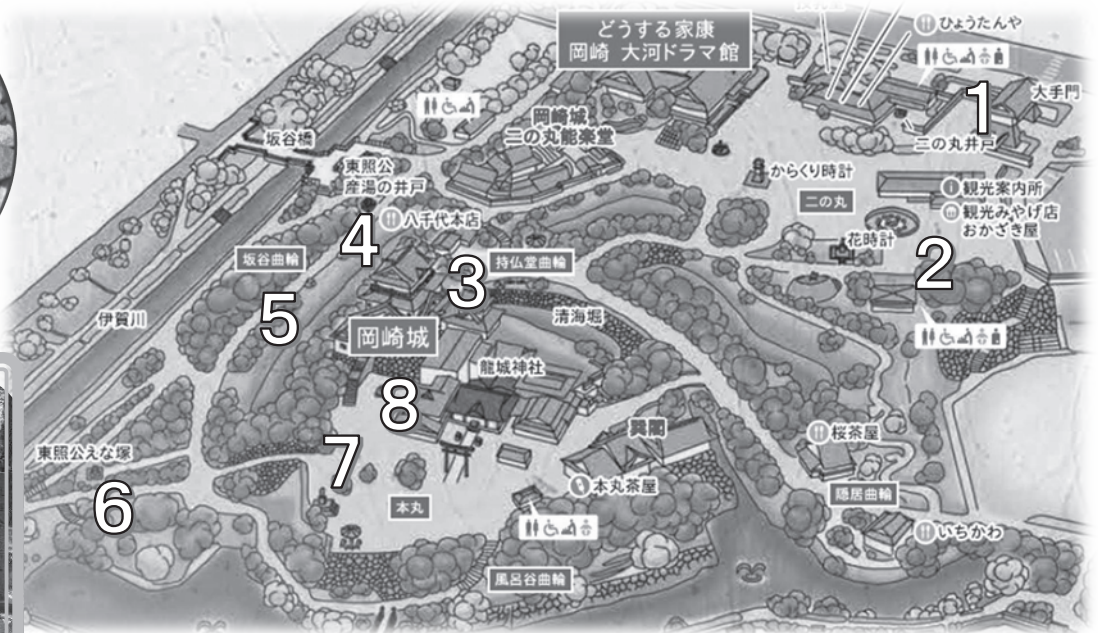 どうする家康
岡崎 大河ドラマ館
ひょうたんや
1
大手門
二の丸井戸
坂谷橋
岡崎城
二の丸能楽堂
東照公
産湯の井戸
からくり時計
二の丸
観光案内所
観光みやげ店
おかざき屋
4
八千代本店
花時計
2
坂谷曲輪
3
持仏堂曲輪
5
伊賀川
清海堀
岡崎城
龍城神社
8
東照公えな塚
7
巽閣
桜茶屋
6
本丸
本丸茶屋
隠居曲輪
いちかわ
風呂谷曲輪